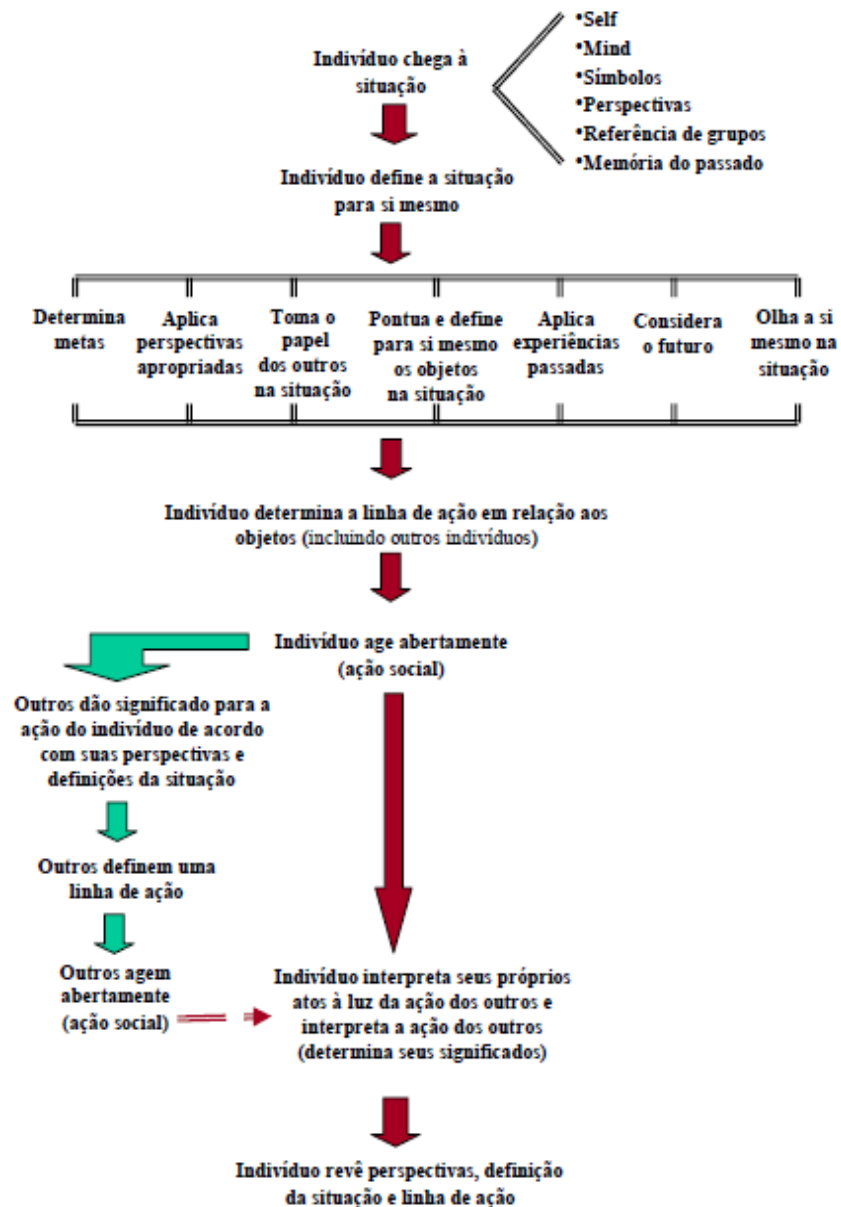 Indivíduo chega à
situação
•Self
•Mind
•Símbolos
•Perspectivas
•Referência de grupos
•Memória do passado
Indivíduo define a situação
para si mesmo
Determina
metas
Aplica
perspectivas
apropriadas
Toma o
papel
dos outros
na situação
Pontua e define
para si mesmo
os objetos
na situação
Aplica
experiências
passadas
Considera
o futuro
Olha a si
mesmo na
situação
Indivíduo determina a linha de ação em relação aos
objetos (incluindo outros indivíduos)
Indivíduo age abertamente
(ação social)
Outros dão significado para a
ação do indivíduo de acordo
com suas perspectivas e
definições da situação
Outros definem uma
linha de ação
Outros agem
abertamente
(ação social)
Indivíduo interpreta seus próprios
atos à luz da ação dos outros e
interpreta a ação dos outros
(determina seus significados)
Indivíduo revê perspectivas, definição
da situação e linha de ação